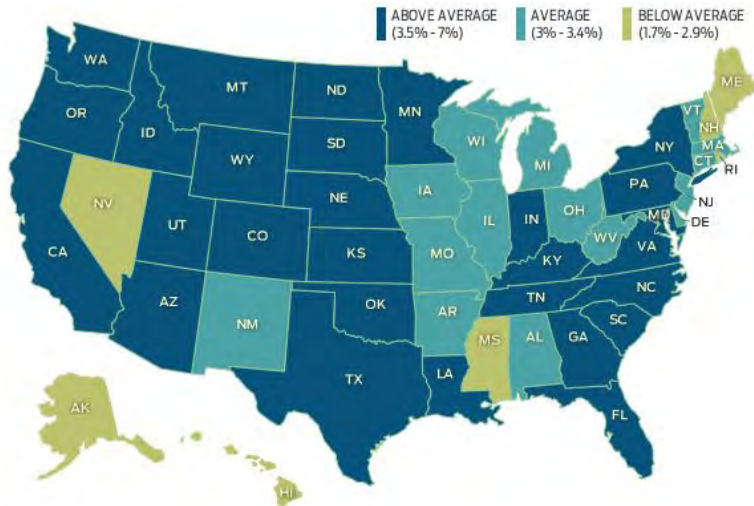 ABOVE AVERAGE
(3.5% - 7%)
AVERAGE
(3% - 3.4%)
BELOW AVERAGE
(1.7% - 2.9%)
WA
MT
ND
MN
ME
OR
ID
WY
SD
WI
MI
VT
NH
NY
MA
CT
RI
NV
UT
CO
NE
IA
IL
IN
OH
PA
NJ
CA
KS
MO
WV
MD
DE
KY
VA
AZ
NM
OK
AR
TN
NC
TX
LA
MS
AL
GA
SC
FL
AK
HI